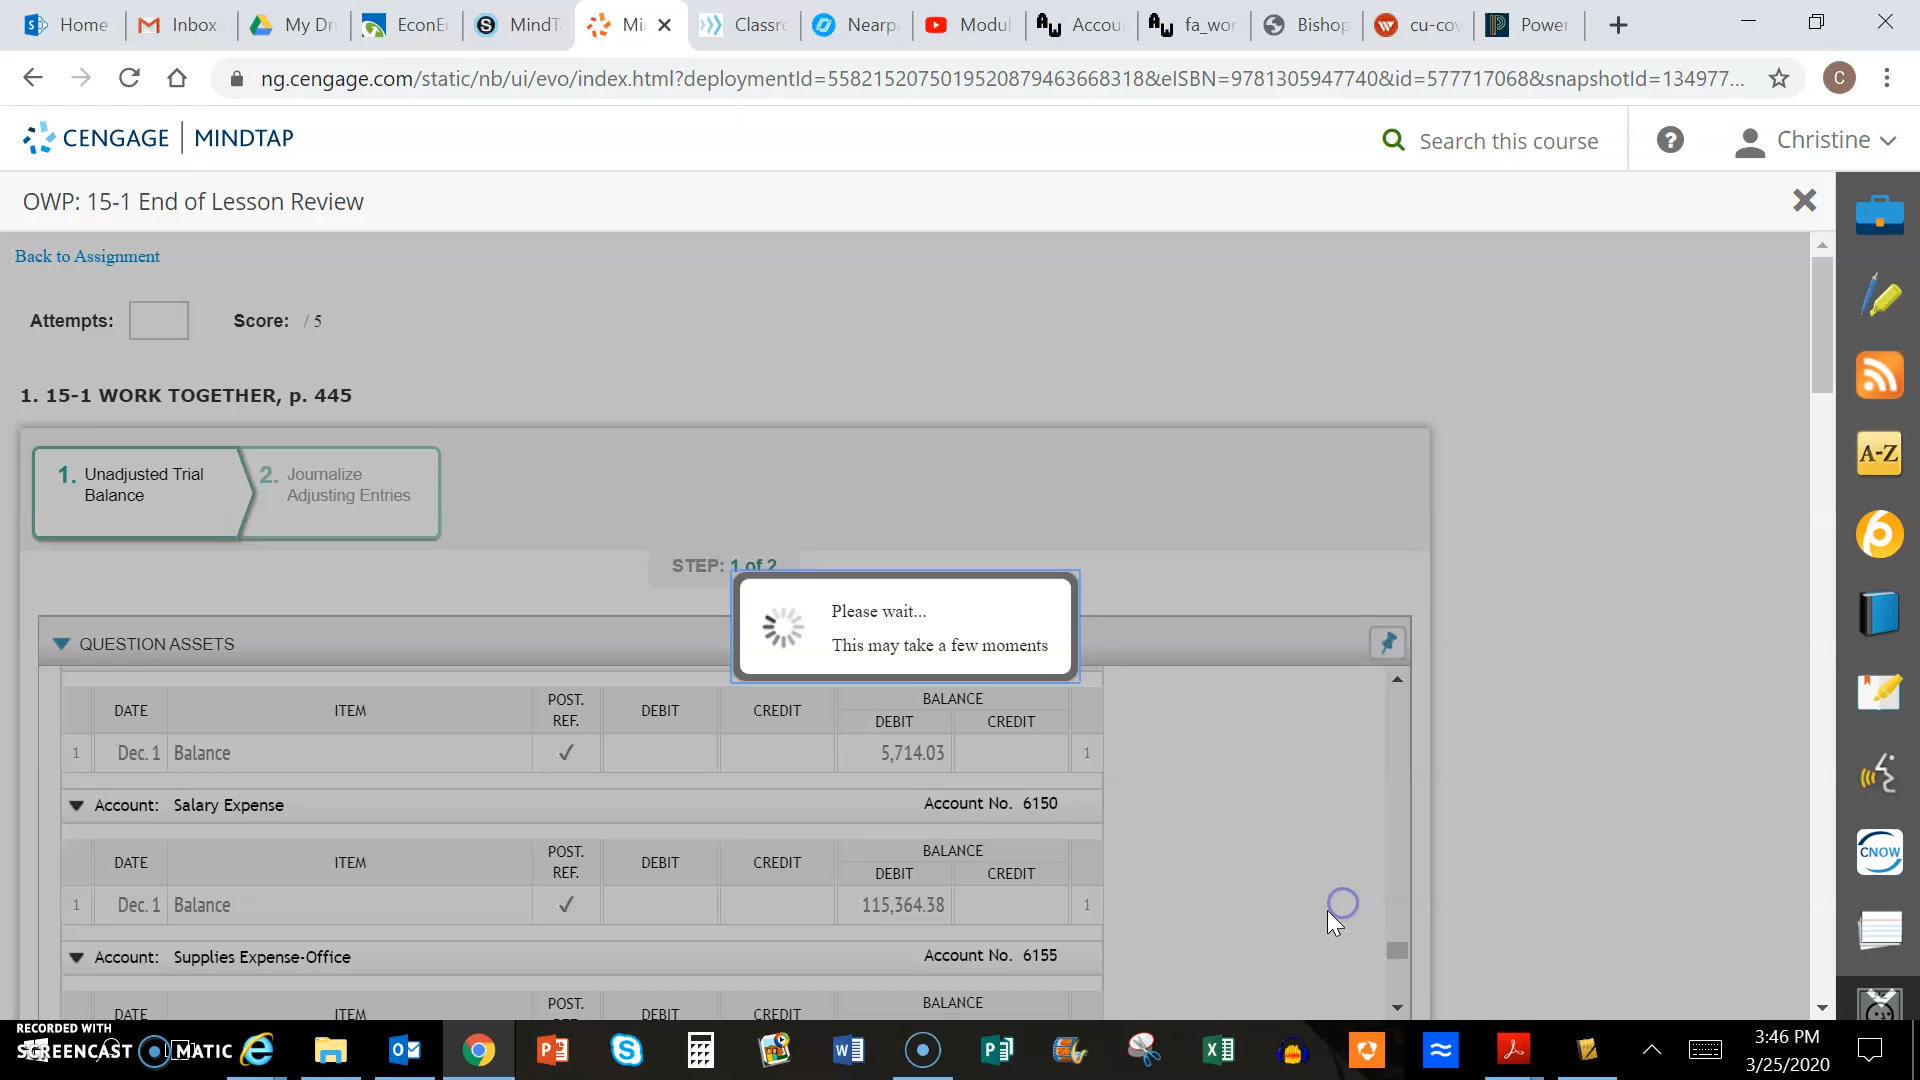 Home
Inbox
My Dr
EconE
MindT
Mi
Classr
Nearp
Modul
Accou
fa_wor
Bishop
cu-cov
Power
ng.cengage.com/static/nb/ui/evo/index.html?deploymentId=55821520750195208794636683 18&eISBN=9781305947740&id=577717068&snapshotId=134977...
C
CENGAGE | MINDTAP
Search this course
Christine
OWP: 15-1 End of Lesson Review
Back to Assignment
Attempts:
Score: / 5
1. 15-1 WORK TOGETHER, p. 445
1. Unadjusted Trial Balance
2. Journalize Adjusting Entries
STEP: 1 of 2
Please wait...
This may take a few moments
QUESTION ASSETS
DATE ITEM POST. REF. DEBIT CREDIT BALANCE DEBIT CREDIT
1 Dec. 1 Balance ✓ 5,714.03 1
Account: Salary Expense Account No. 6150
DATE ITEM POST. REF. DEBIT CREDIT BALANCE DEBIT CREDIT
1 Dec. 1 Balance ✓ 115,364.38 1
Account: Supplies Expense-Office Account No. 6155
DATE ITEM POST. DEBIT CREDIT BALANCE
A-Z
CNOW
RECORDED WITH
SCREENCAST MATIC
3:46 PM
3/25/2020